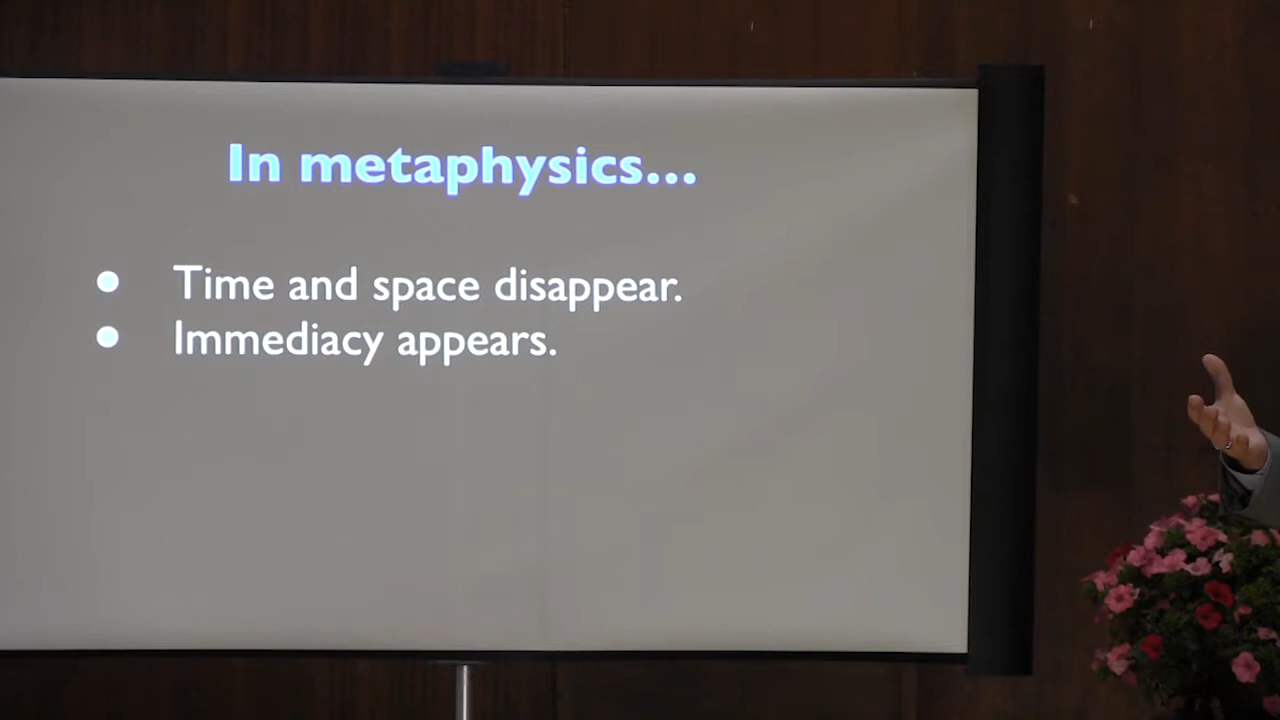 In metaphysics...
● Time and space disappear.
● Immediacy appears.